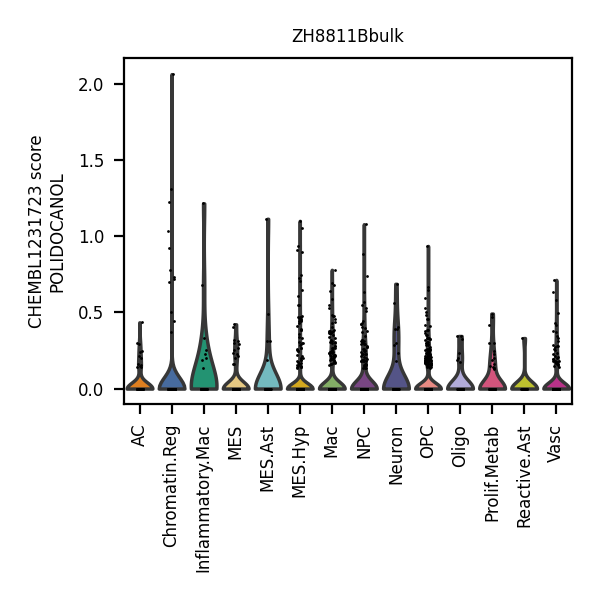 ZH8811Bbulk
CHEMBL1231723 score
POLIDOCANOL
2.0
1.5
1.0
0.5
0.0
AC
Chromatin.Reg
Inflammatory.Mac
MES
MES.Ast
MES.Hyp
Mac
NPC
Neuron
OPC
Oligo
Prolif.Metab
Reactive.Ast
Vasc